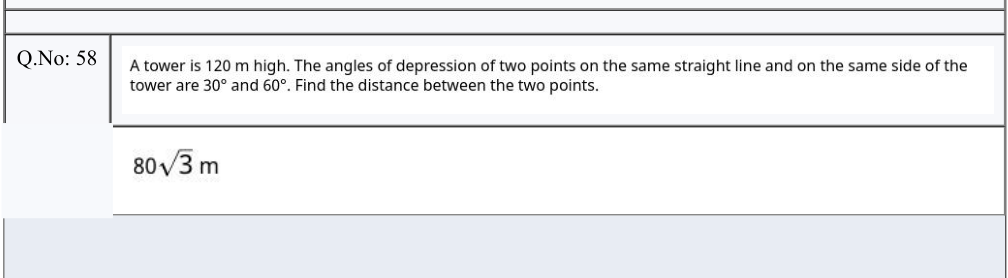 Q.No: 58
A tower is 120 m high. The angles of depression of two points on the same straight line and on the same side of the
tower are 30° and 60°. Find the distance between the two points.
80√3 m